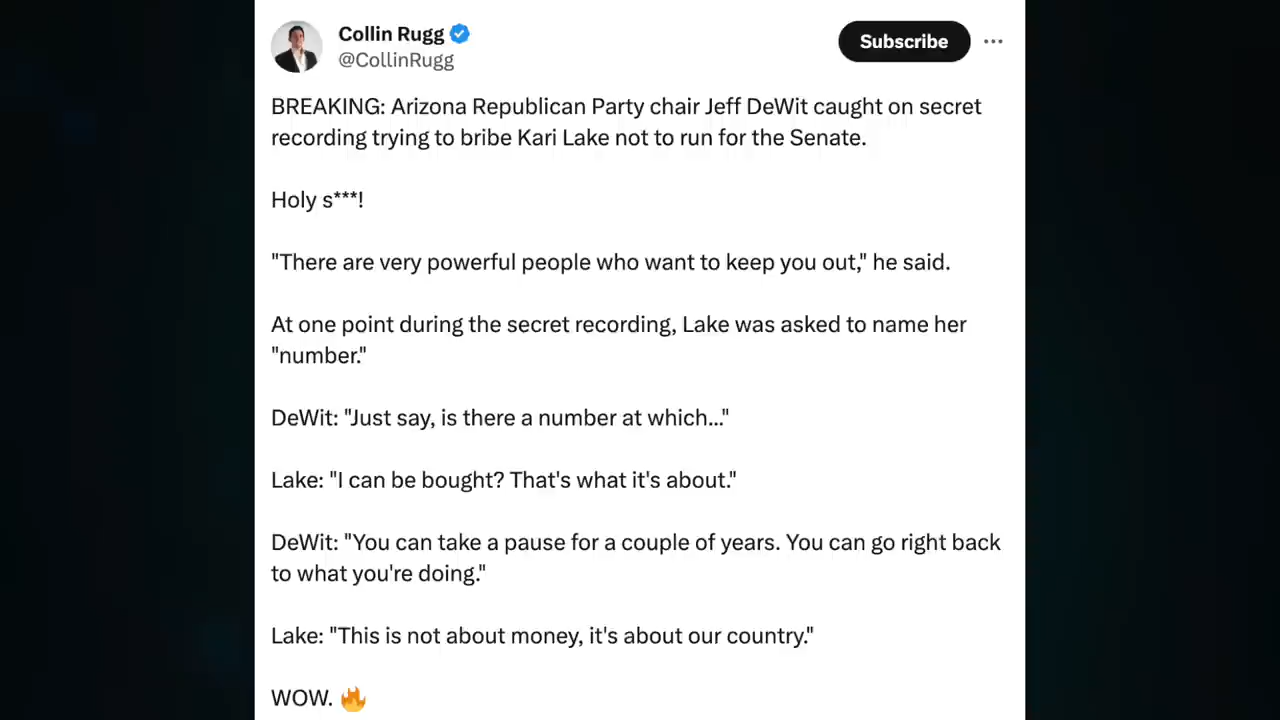 Collin Rugg
@CollinRugg
Subscribe
BREAKING: Arizona Republican Party chair Jeff DeWit caught on secret
recording trying to bribe Kari Lake not to run for the Senate.
Holy s***!
"There are very powerful people who want to keep you out," he said.
At one point during the secret recording, Lake was asked to name her
"number."
DeWit: "Just say, is there a number at which..."
Lake: "I can be bought? That's what it's about."
DeWit: "You can take a pause for a couple of years. You can go right back
to what you're doing."
Lake: "This is not about money, it's about our country."
WOW. 🔥